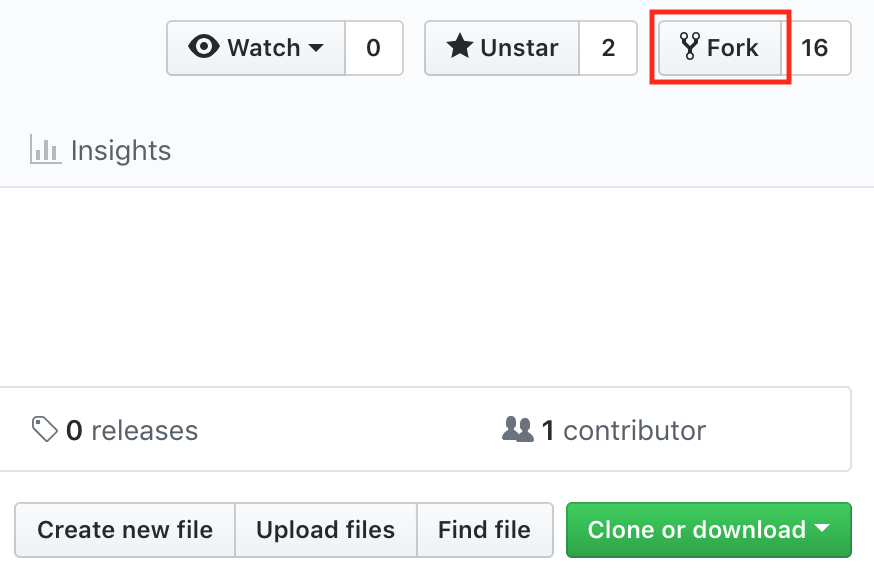 Watch 0 Unstar 2 Fork 16
Insights
0 releases 1 contributor
Create new file Upload files Find file Clone or download